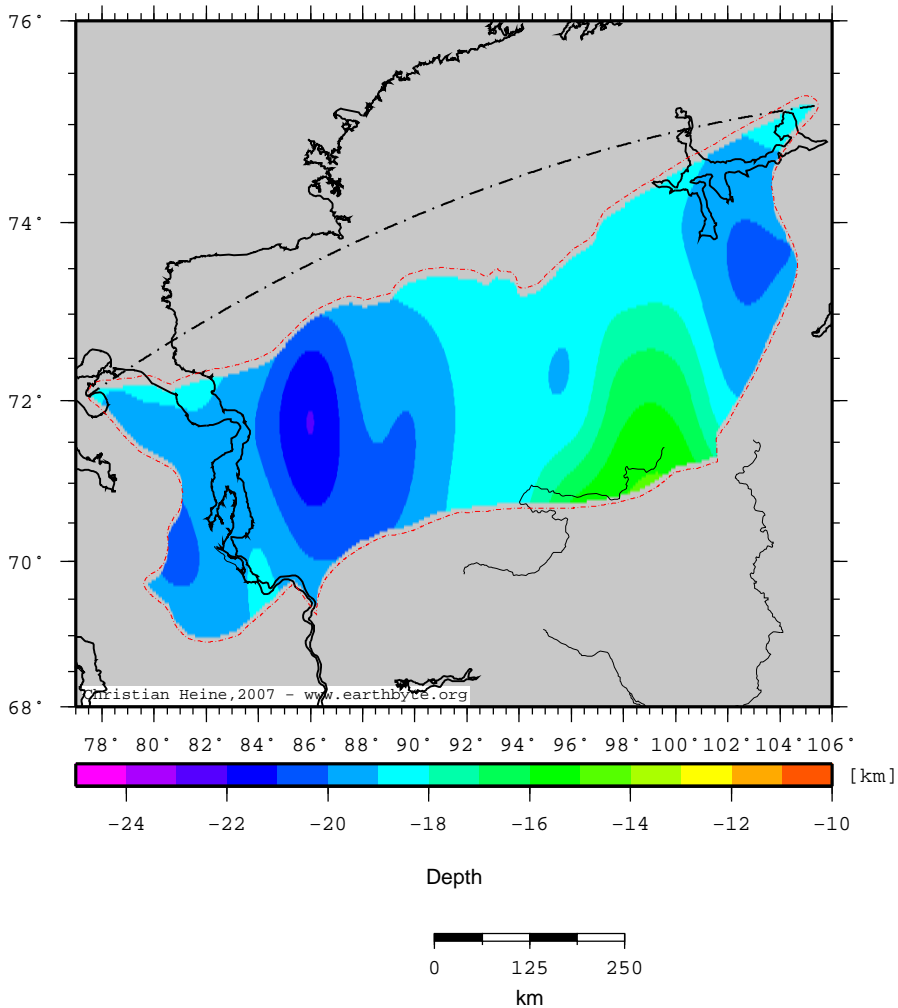 76°
74°
72°
70°
68°
Christian Heine,2007 - www.earthbyte.org
78° 80° 82° 84° 86° 88° 90° 92° 94° 96° 98° 100° 102° 104° 106°
[km]
-24 -22 -20 -18 -16 -14 -12 -10
Depth
0 125 250
km